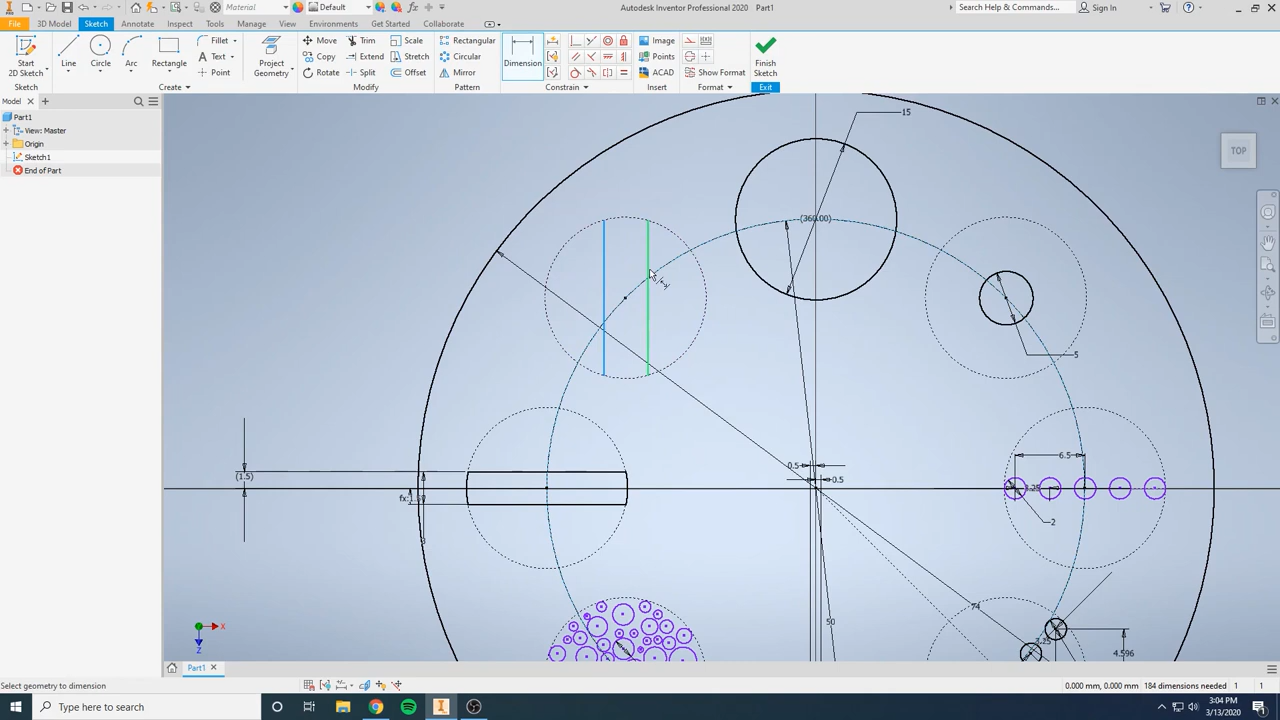 Material
Default
Autodesk Inventor Professional 2020 Part1
Search Help & Commands...
Sign In
File
3D Model
Sketch
Annotate
Inspect
Tools
Manage
View
Environments
Get Started
Collaborate
Start
2D Sketch
Line
Circle
Arc
Rectangle
Fillet
Text
Point
Project
Geometry
Move
Copy
Rotate
Trim
Extend
Split
Scale
Stretch
Offset
Rectangular
Circular
Mirror
Dimension
Image
Points
ACAD
Show Format
Finish
Sketch
Sketch
Create
Modify
Pattern
Constrain
Insert
Format
Exit
Model
Part1
View: Master
Origin
Sketch1
End of Part
TOP
15
(360.00)
5
0.5
0.5
6.5
3.25
2
(1.5)
74
3.25
4.596
50
X
Z
Part1
Select geometry to dimension
0.000 mm, 0.000 mm
184 dimensions needed
1
1
Type here to search
3:04 PM
3/13/2020